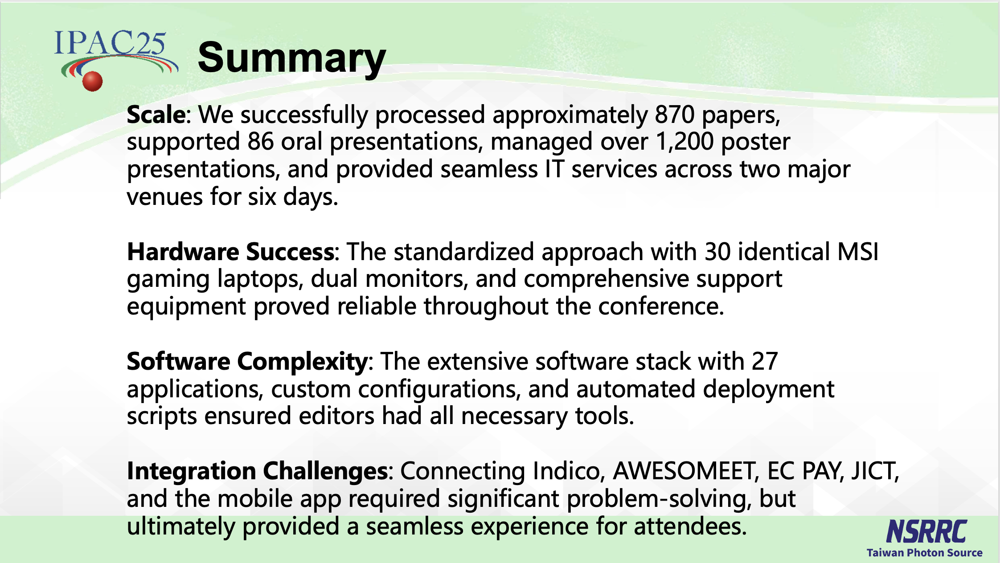 IPAC25
Summary
Scale: We successfully processed approximately 870 papers,
supported 86 oral presentations, managed over 1,200 poster
presentations, and provided seamless IT services across two major
venues for six days.
Hardware Success: The standardized approach with 30 identical MSI
gaming laptops, dual monitors, and comprehensive support
equipment proved reliable throughout the conference.
Software Complexity: The extensive software stack with 27
applications, custom configurations, and automated deployment
scripts ensured editors had all necessary tools.
Integration Challenges: Connecting Indico, AWESOMEET, EC PAY, JICT,
and the mobile app required significant problem-solving, but
ultimately provided a seamless experience for attendees.
NSRRC
Taiwan Photon Source